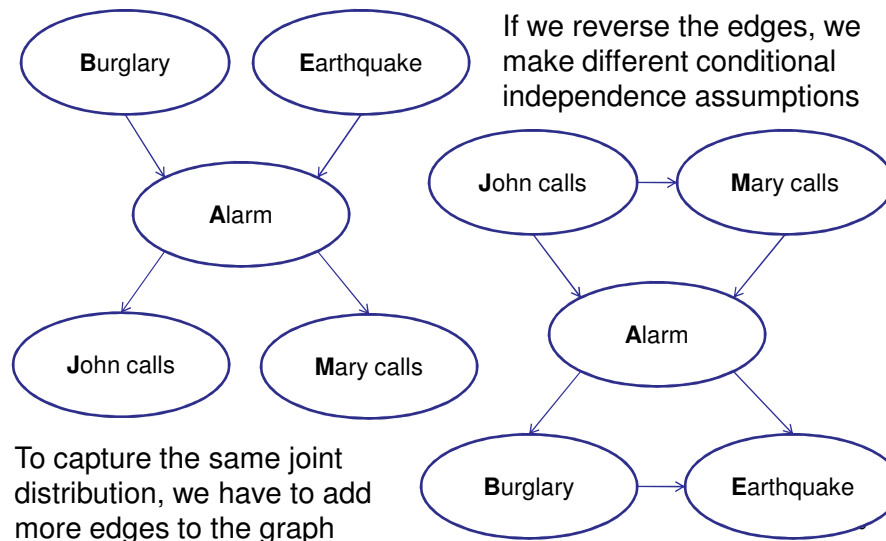 Burglary
Earthquake
Alarm
John calls
Mary calls
To capture the same joint
distribution, we have to add
more edges to the graph
If we reverse the edges, we
make different conditional
independence assumptions
John calls
Mary calls
Alarm
Burglary
Earthquake